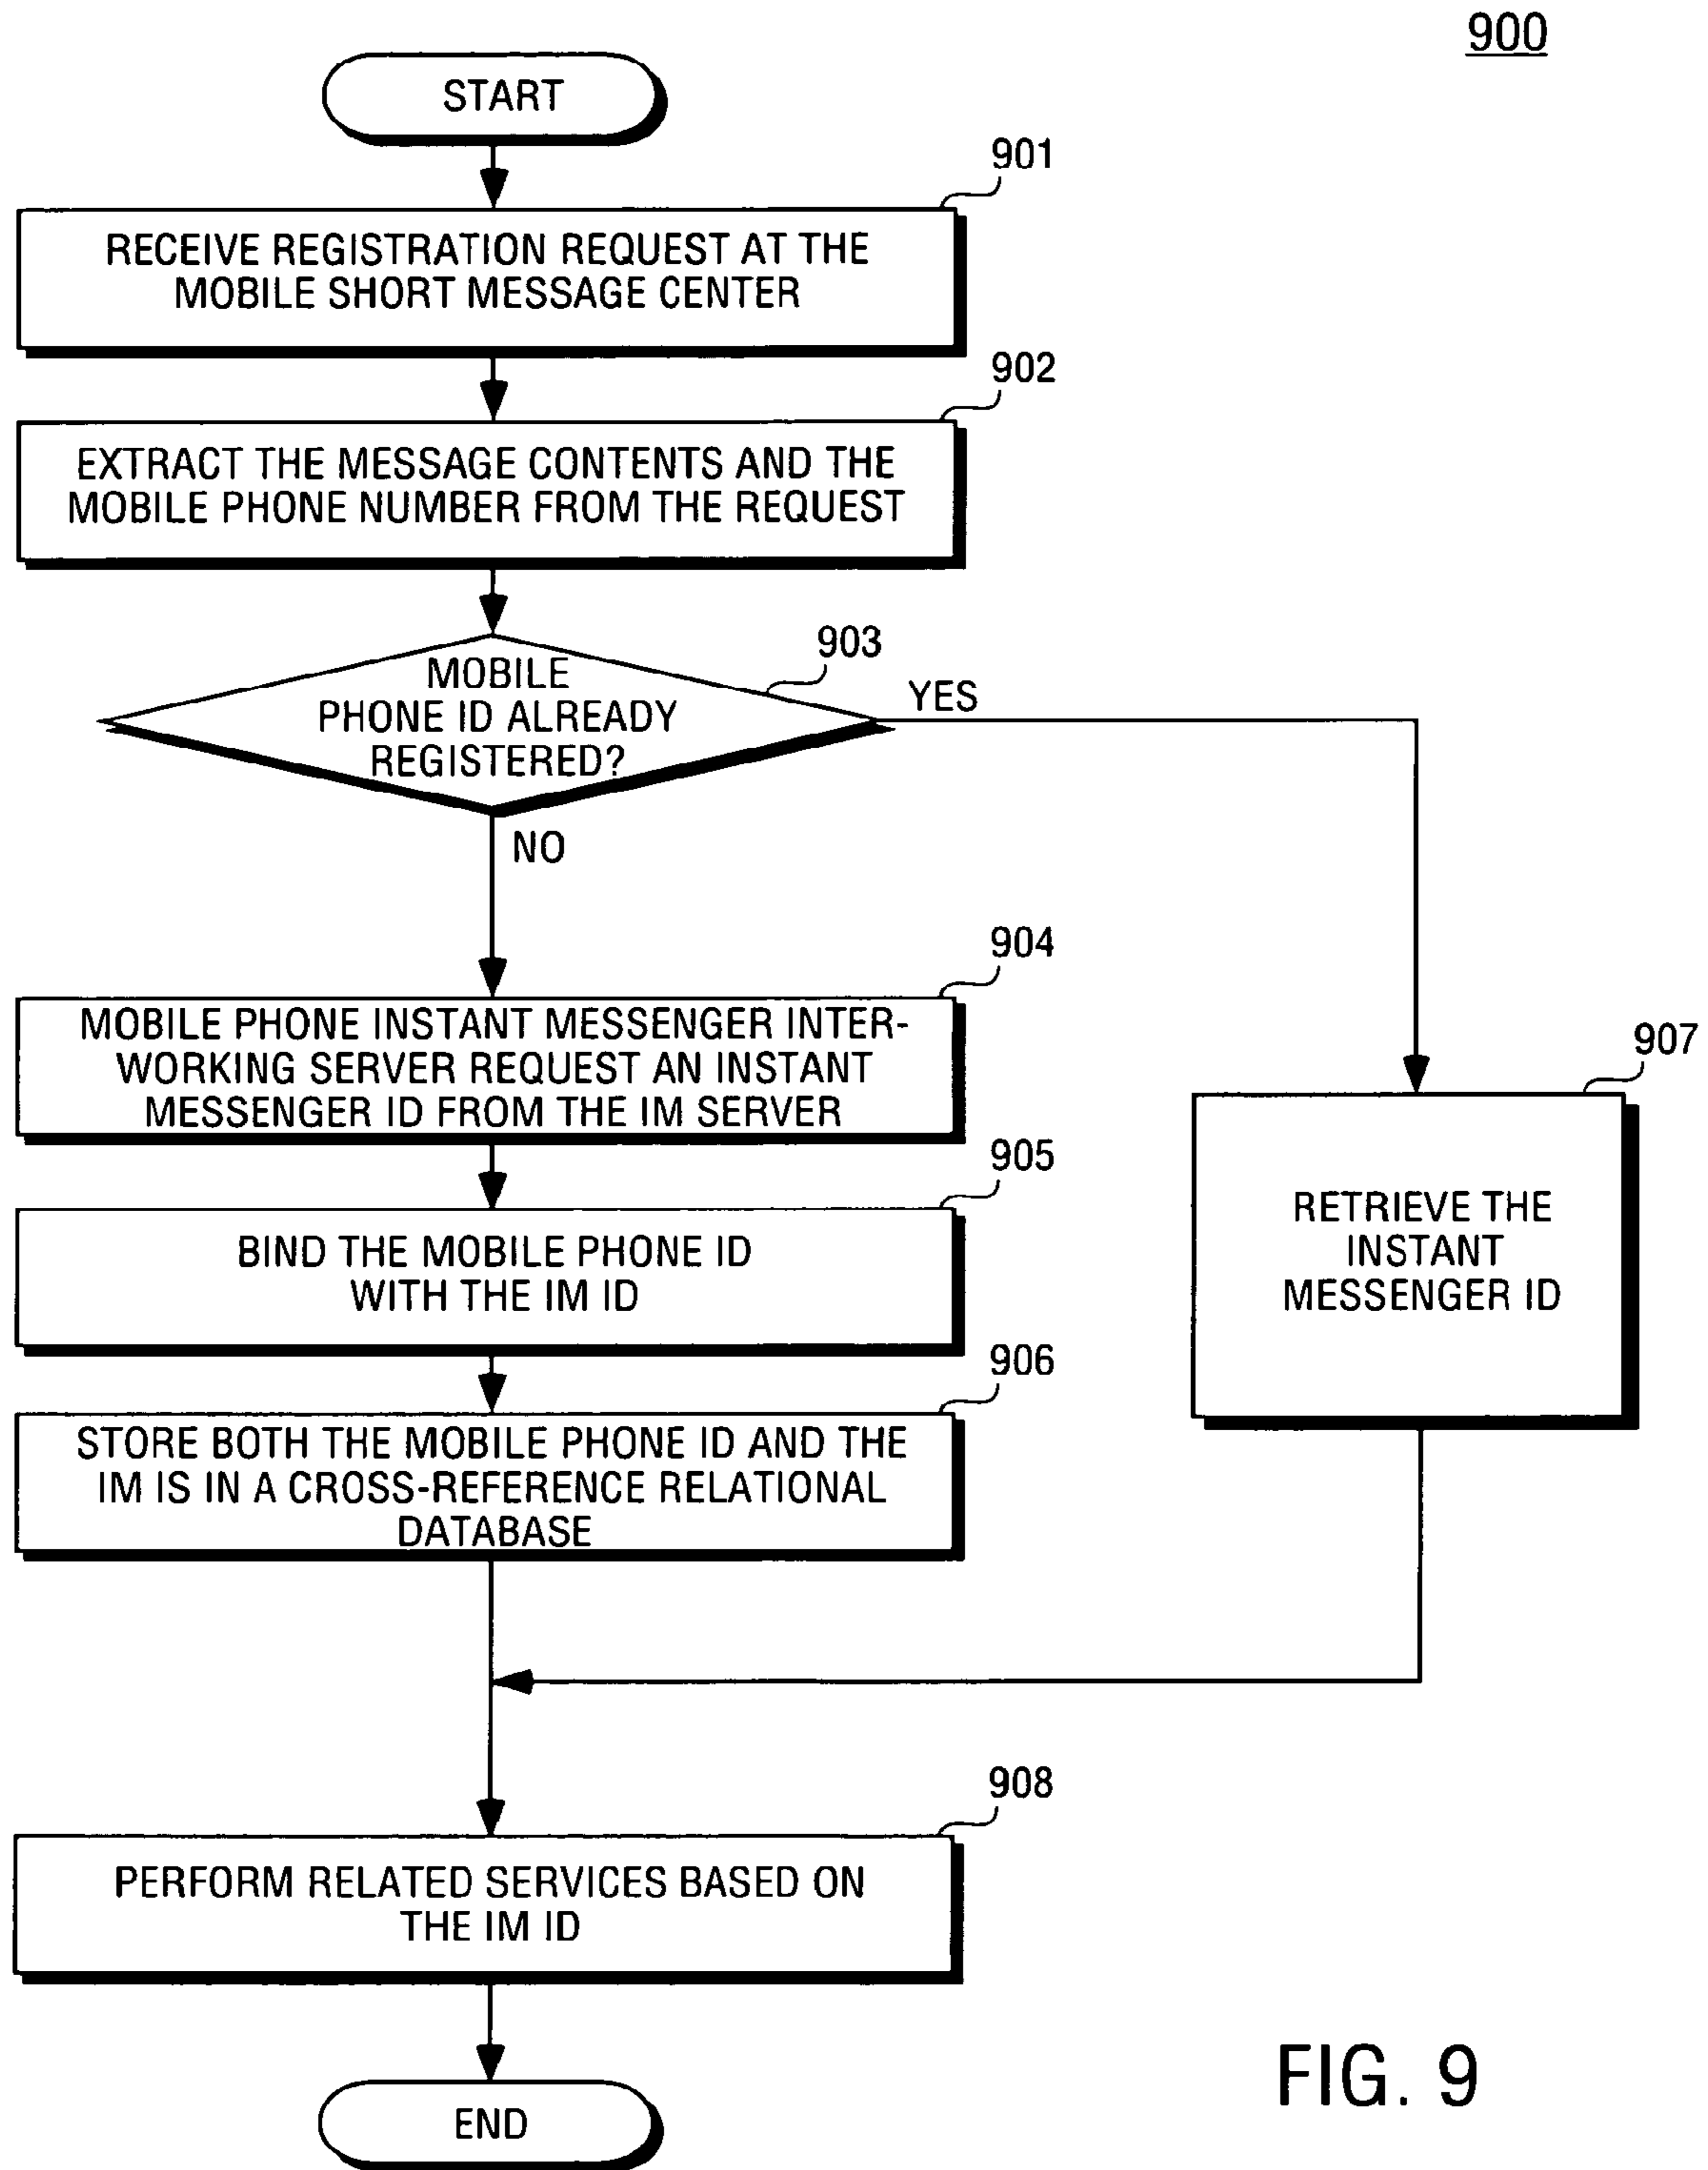 900
START
901
RECEIVE REGISTRATION REQUEST AT THE
MOBILE SHORT MESSAGE CENTER
902
EXTRACT THE MESSAGE CONTENTS AND THE
MOBILE PHONE NUMBER FROM THE REQUEST
903
MOBILE
PHONE ID ALREADY
REGISTERED?
YES
NO
904
MOBILE PHONE INSTANT MESSENGER INTER-
WORKING SERVER REQUEST AN INSTANT
MESSENGER ID FROM THE IM SERVER
905
BIND THE MOBILE PHONE ID
WITH THE IM ID
906
STORE BOTH THE MOBILE PHONE ID AND THE
IM IS IN A CROSS-REFERENCE RELATIONAL
DATABASE
907
RETRIEVE THE
INSTANT
MESSENGER ID
908
PERFORM RELATED SERVICES BASED ON
THE IM ID
END
FIG. 9